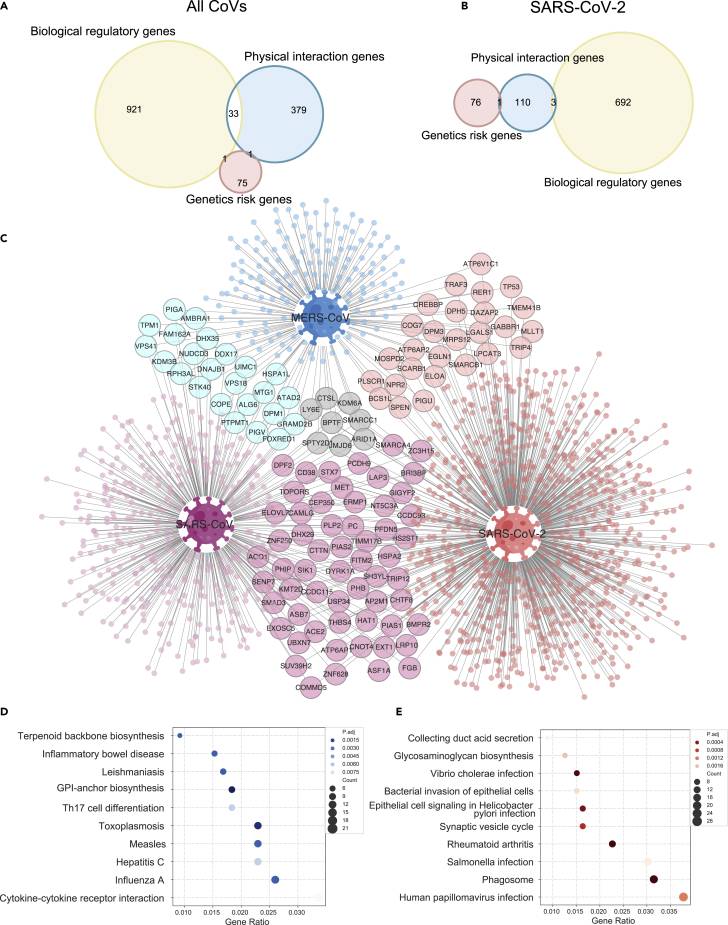 A
All CoVs
Biological regulatory genes
Physical interaction genes
921
33
379
1
1
75
Genetics risk genes
B
SARS-CoV-2
Physical interaction genes
76
1
110
3
692
Genetics risk genes
Biological regulatory genes
C
MERS-CoV
SARS-CoV
SARS-CoV-2
PIGA
TPM1
AMBRA1
FAM162A
VPS41
DHX35
NUDCD3
DDX17
KDM3B
DNAJB1
RPH3AL
UIMC1
HSPA1L
STK40
VPS18
MTG1
ATAD2
COPE
ALG6
DPM1
PTPMT1
GRAMD2B
PIGV
FOXRED1
ATP6V1C1
TRAF3
RER1
TP53
CREBBP
DPH5
TMEM41B
DAZAP2
COG7
DPM3
LGALS1
GABBR1
MLLT1
MRPS12
ATP6AP2
TRIP4
MOSPD2
EGLN1
LPCAT3
SCARB1
SMARCB1
PLSCR1
ELOA
NPR2
BCS1L
PIGU
SPEN
CTSL
KDM6A
LY6E
BPTF
SMARCC1
SPTY2D1
JMJD6
ARID1A
SMARCA4
ZC3H15
DPF2
PCDH9
CD38
STX7
LAP3
BRI3BP
TOPORS
MET
GIGYF2
CEP350
ERMP1
NT5C3A
ELOVL7
CAMLG
CCDC93
PLP2
PC
PFDN5
DHX29
HS2ST1
ZNF250
TIMM17B
CTTN
PIAS2
ACO1
FITM2
HSPA2
PHIP
SIK1
DYRK1A
SH3YL1
TRIP12
SENP7
KMT2D
CCDC115
PHB
SMAD3
USP34
AP2M1
CHTF8
ASB7
THBS4
HAT1
EXOSC5
ACE2
PIAS1
BMPR2
UBXN7
ATP6AP1
CNOT4
EXT1
LRP10
SUV39H2
ZNF628
ASF1A
FGB
COMMD5
D
Terpenoid backbone biosynthesis
Inflammatory bowel disease
Leishmaniasis
GPI-anchor biosynthesis
Th17 cell differentiation
Toxoplasmosis
Measles
Hepatitis C
Influenza A
Cytokine-cytokine receptor interaction
0.010
0.015
0.020
0.025
0.030
Gene Ratio
P.adj
0.0015
0.0030
0.0045
0.0060
0.0075
Count
6
9
12
15
18
21
E
Collecting duct acid secretion
Glycosaminoglycan biosynthesis
Vibrio cholerae infection
Bacterial invasion of epithelial cells
Epithelial cell signaling in Helicobacter
pylori infection
Synaptic vesicle cycle
Rheumatoid arthritis
Salmonella infection
Phagosome
Human papillomavirus infection
0.010
0.015
0.020
0.025
0.030
0.035
Gene Ratio
P.adj
0.0004
0.0008
0.0012
0.0016
Count
8
12
16
20
24
28